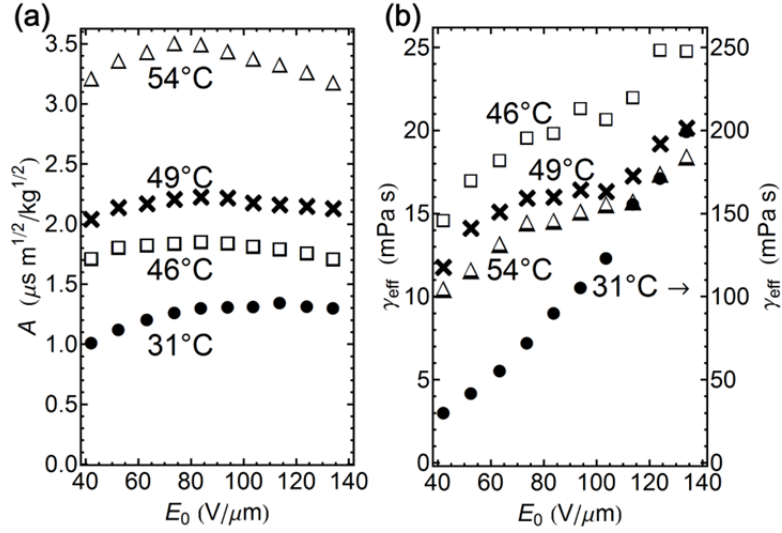 (a)
3.5
3.0
2.5
2.0
1.5
1.0
0.5
0.0
A (μs m1/2/kg1/2)
54°C
49°C
46°C
31°C
40 60 80 100 120 140
E0 (V/μm)
(b)
25
20
15
10
5
0
γeff (mPa s)
46°C
49°C
54°C
31°C →
250
200
150
100
50
0
γeff (mPa s)
40 60 80 100 120 140
E0 (V/μm)